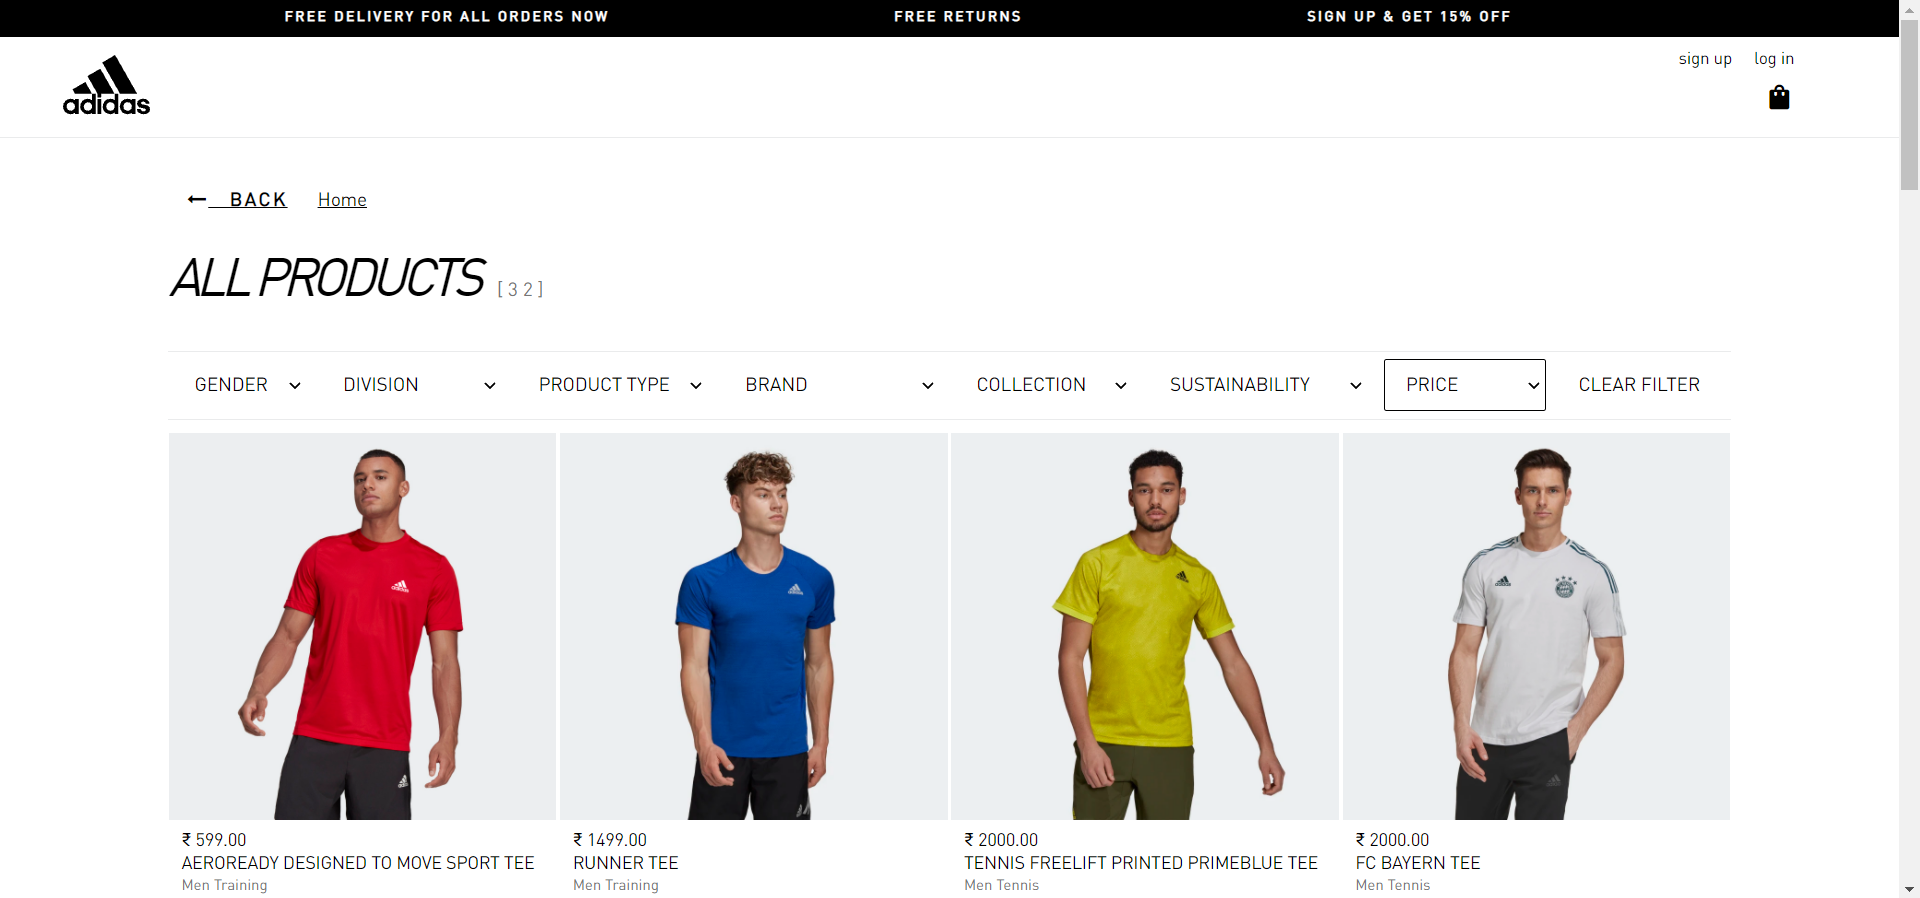 FREE DELIVERY FOR ALL ORDERS NOW FREE RETURNS SIGN UP & GET 15% OFF
sign up log in
adidas
BACK Home
ALL PRODUCTS [32]
GENDER DIVISION PRODUCT TYPE BRAND COLLECTION SUSTAINABILITY PRICE CLEAR FILTER
₹ 599.00
AEROREADY DESIGNED TO MOVE SPORT TEE
Men Training
₹ 1499.00
RUNNER TEE
Men Training
₹ 2000.00
TENNIS FREELIFT PRINTED PRIMEBLUE TEE
Men Tennis
₹ 2000.00
FC BAYERN TEE
Men Tennis